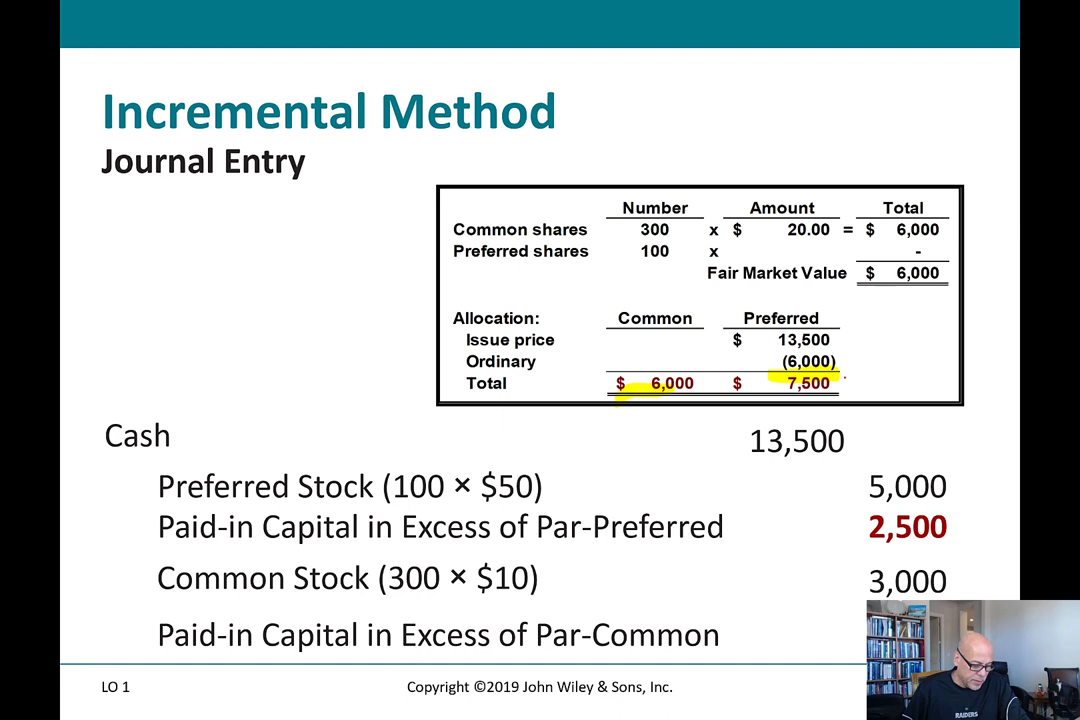 Incremental Method
Journal Entry
Number Amount Total
Common shares 300 x $ 20.00 = $ 6,000
Preferred shares 100 x -
Fair Market Value $ 6,000
Allocation: Common Preferred
Issue price $ 13,500
Ordinary (6,000)
Total $ 6,000 $ 7,500
Cash 13,500
Preferred Stock (100 × $50) 5,000
Paid-in Capital in Excess of Par-Preferred 2,500
Common Stock (300 × $10) 3,000
Paid-in Capital in Excess of Par-Common
LO 1 Copyright ©2019 John Wiley & Sons, Inc.
RAIDERS